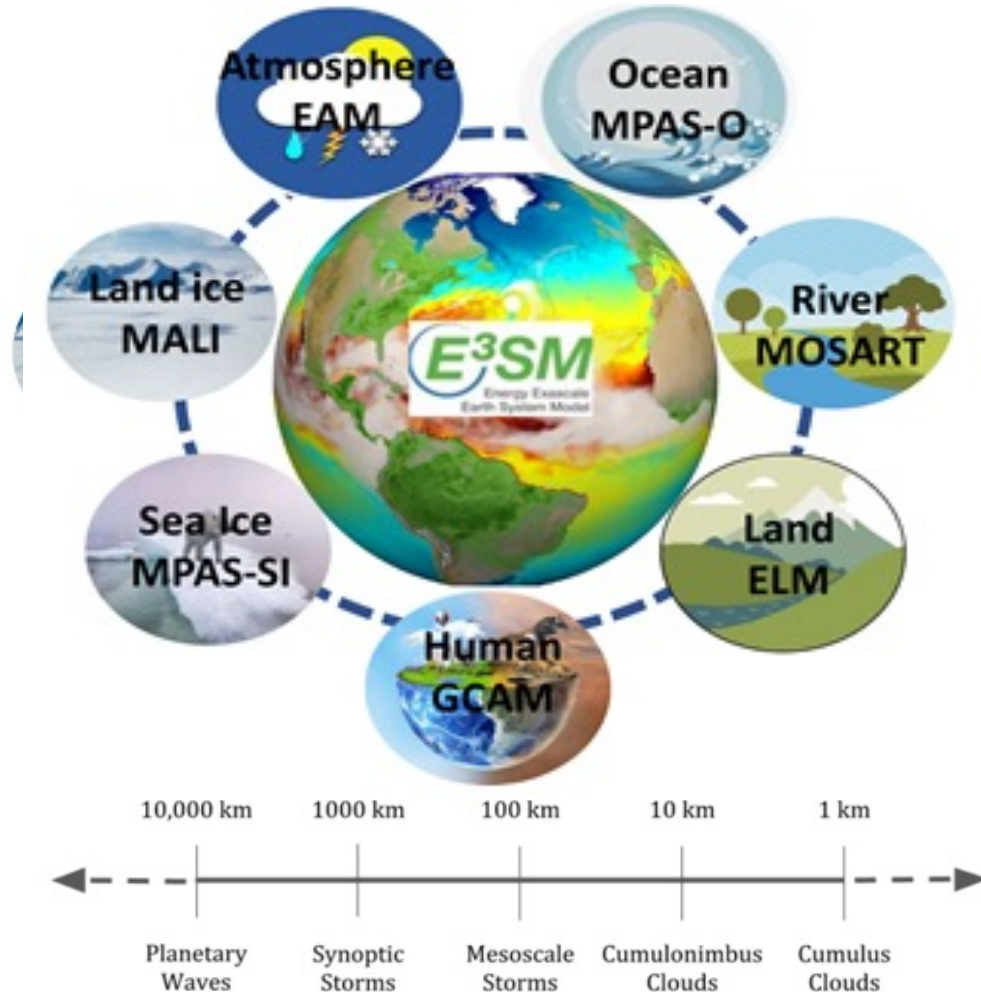 Atmosphere
EAM
Ocean
MPAS-O
Land ice
MALI
E³SM
Energy Exascale
Earth System Model
River
MOSART
Sea Ice
MPAS-SI
Land
ELM
Human
GCAM
10,000 km
1000 km
100 km
10 km
1 km
Planetary
Waves
Synoptic
Storms
Mesoscale
Storms
Cumulonimbus
Clouds
Cumulus
Clouds